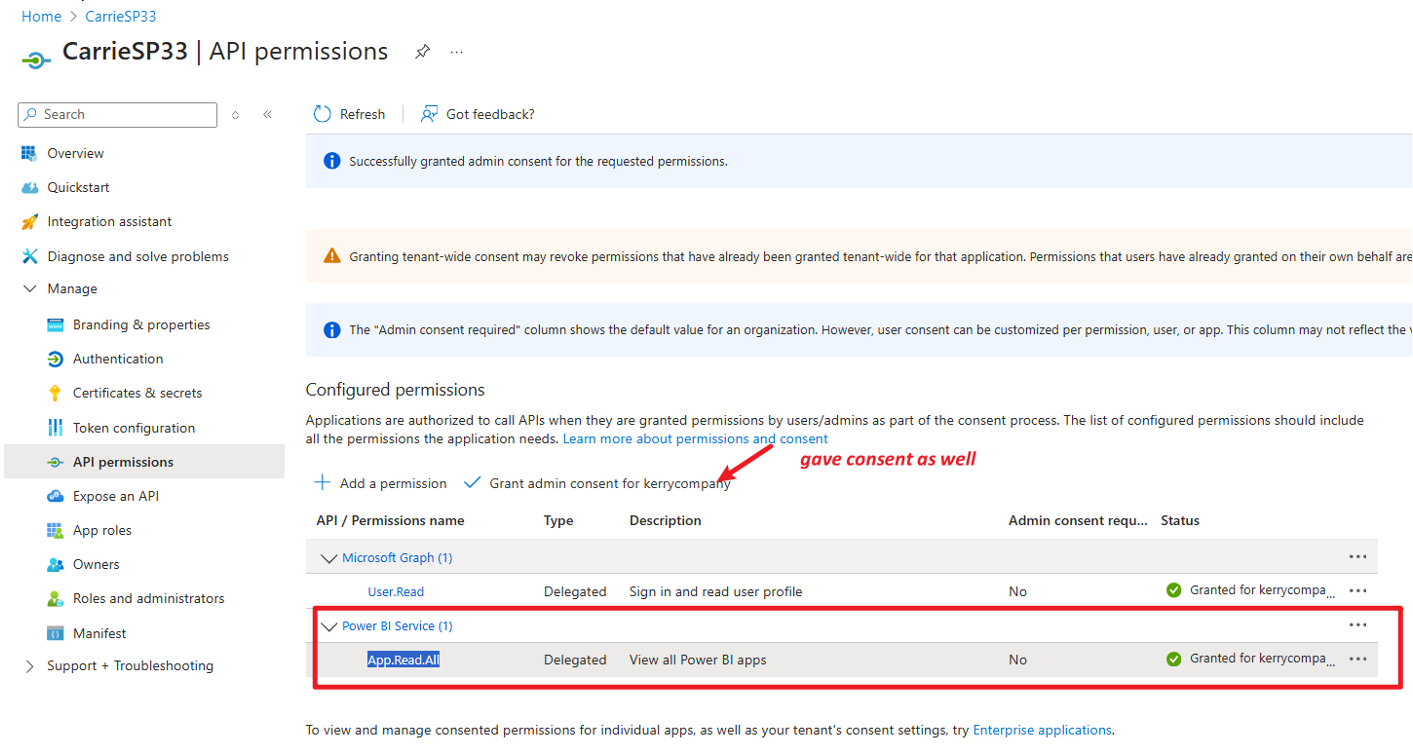 Home > CarrieSP33
CarrieSP33 | API permissions ...
Search
Refresh
Got feedback?
Overview
Quickstart
Integration assistant
Diagnose and solve problems
Manage
Branding & properties
Authentication
Certificates & secrets
Token configuration
API permissions
Expose an API
App roles
Owners
Roles and administrators
Manifest
Support + Troubleshooting
Successfully granted admin consent for the requested permissions.
Granting tenant-wide consent may revoke permissions that have already been granted tenant-wide for that application. Permissions that users have already granted on their own behalf are
The "Admin consent required" column shows the default value for an organization. However, user consent can be customized per permission, user, or app. This column may not reflect the
Configured permissions
Applications are authorized to call APIs when they are granted permissions by users/admins as part of the consent process. The list of configured permissions should include
all the permissions the application needs. Learn more about permissions and consent
gave consent as well
Add a permission
Grant admin consent for kerrycompany
API / Permissions name Type Description Admin consent requ... Status
Microsoft Graph (1) ...
User.Read Delegated Sign in and read user profile No Granted for kerrycompa... ...
Power BI Service (1) ...
App.Read.All Delegated View all Power BI apps No Granted for kerrycompa... ...
To view and manage consented permissions for individual apps, as well as your tenant's consent settings, try Enterprise applications.